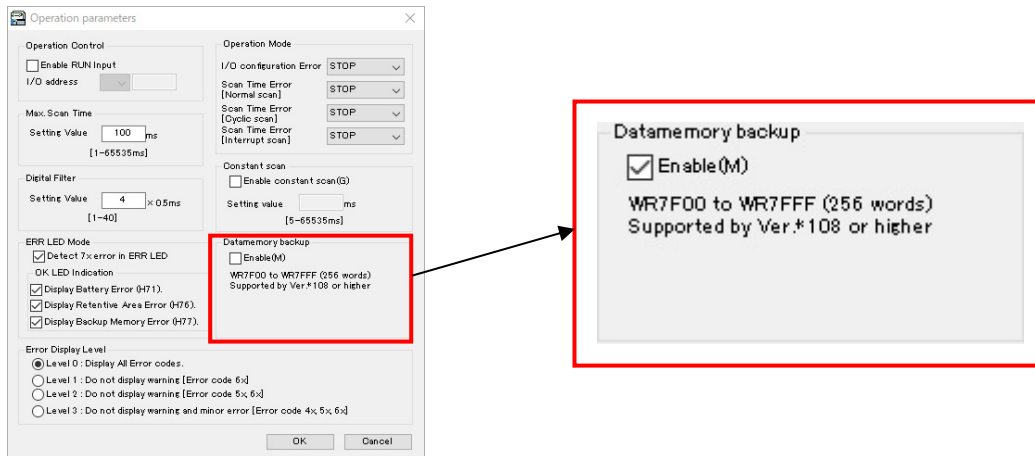 Operation parameters
Operation Control
Enable RUN Input
I/O address
Max. Scan Time
Setting Value 100 ms
[1-65535ms]
Digital Filter
Setting Value 4 × 0.5ms
[1-40]
ERR LED Mode
Detect 7x error in ERR LED
OK LED Indication
Display Battery Error (H71).
Display Retentive Area Error (H76).
Display Backup Memory Error (H77).
Operation Mode
I/O configuration Error STOP
Scan Time Error
[Normal scan] STOP
Scan Time Error
[Cyclic scan] STOP
Scan Time Error
[Interrupt scan] STOP
Constant scan
Enable constant scan(G)
Setting value ms
[5-65535ms]
Datamemory backup
Enable(M)
WR7F00 to WR7FFF (256 words)
Supported by Ver.*108 or higher
Error Display Level
Level 0 : Display All Error codes.
Level 1 : Do not display warning [Error code 6x]
Level 2 : Do not display warning [Error code 5x, 6x]
Level 3 : Do not display warning and minor error [Error code 4x, 5x, 6x]
OK Cancel
Datamemory backup
Enable(M)
WR7F00 to WR7FFF (256 words)
Supported by Ver.*108 or higher